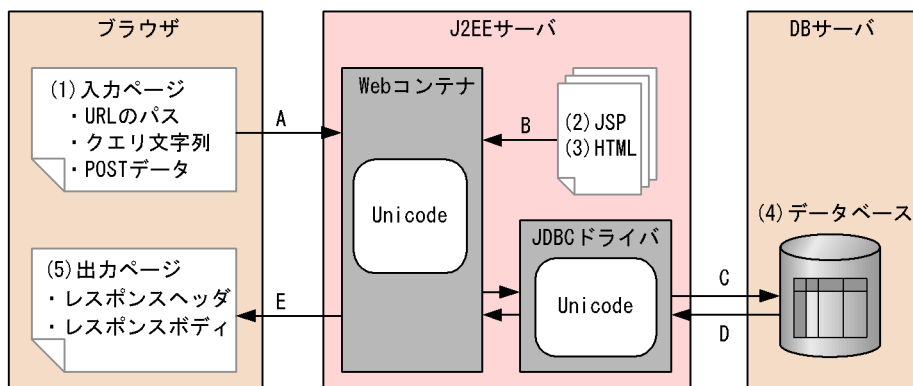 ブラウザ
(1)入力ページ
・URLのパス
・クエリ文字列
・POSTデータ
A
(5)出力ページ
・レスポンスヘッダ
・レスポンスボディ
E
J2EEサーバ
Webコンテナ
Unicode
B
(2)JSP
(3)HTML
JDBCドライバ
Unicode
C
D
DBサーバ
(4)データベース